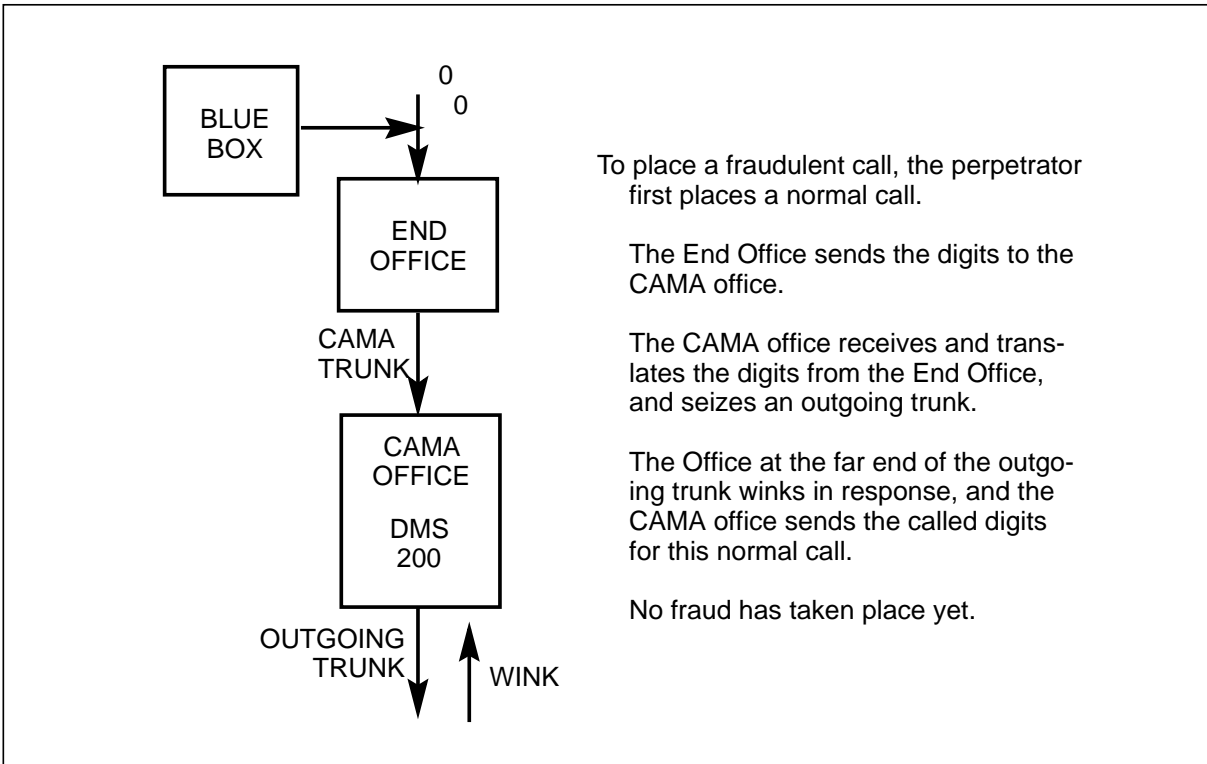 0
0
BLUE
BOX
END
OFFICE
CAMA
TRUNK
CAMA
OFFICE
DMS
200
OUTGOING
TRUNK
WINK
To place a fraudulent call, the perpetrator
first places a normal call.
The End Office sends the digits to the
CAMA office.
The CAMA office receives and trans-
lates the digits from the End Office,
and seizes an outgoing trunk.
The Office at the far end of the outgo-
ing trunk winks in response, and the
CAMA office sends the called digits
for this normal call.
No fraud has taken place yet.